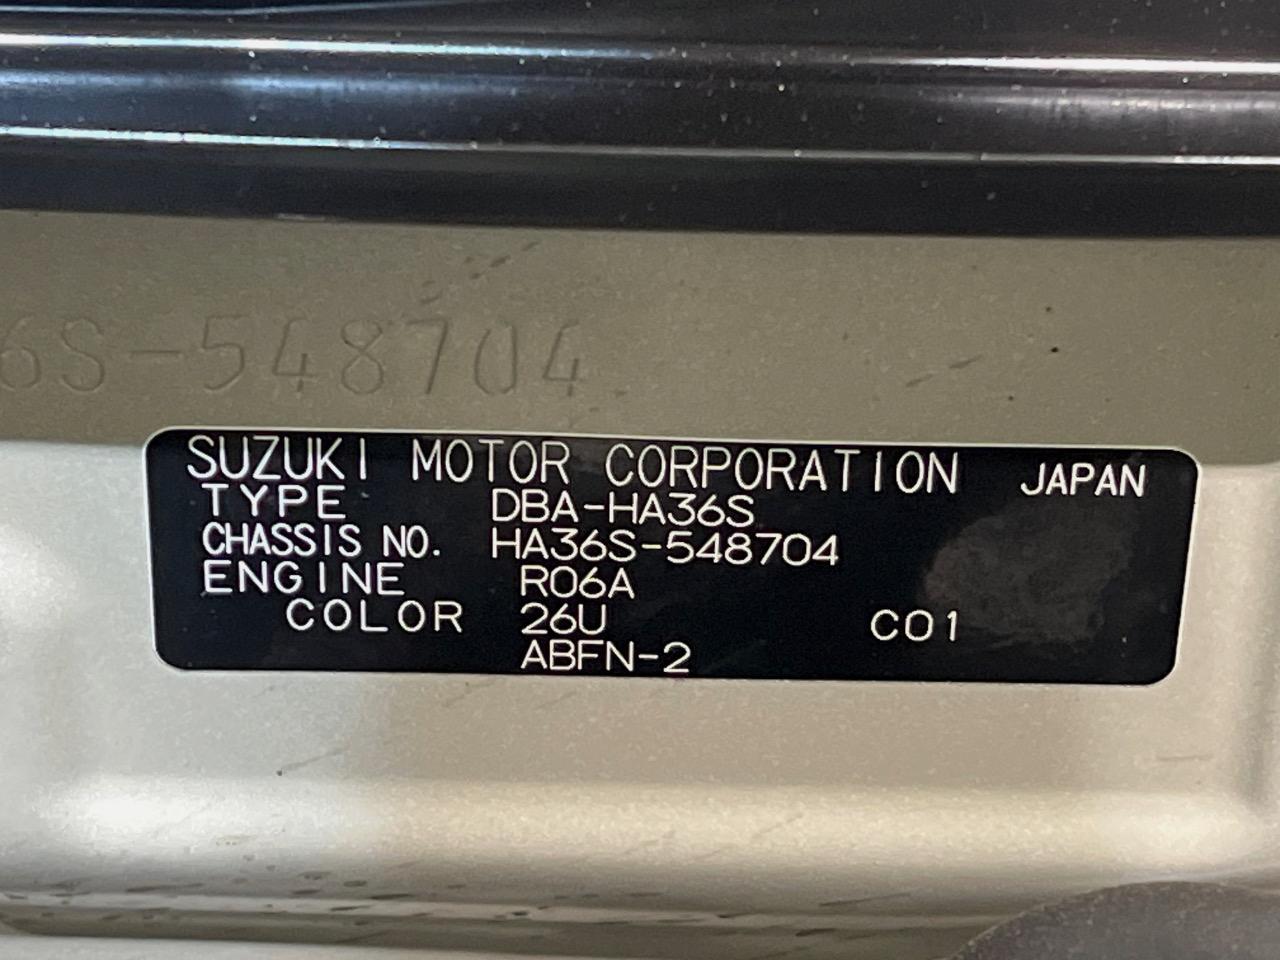 6S-548704
SUZUKI MOTOR CORPORATION JAPAN
TYPE DBA-HA36S
CHASSIS NO. HA36S-548704
ENGINE R06A
COLOR 26U C01
ABFN-2